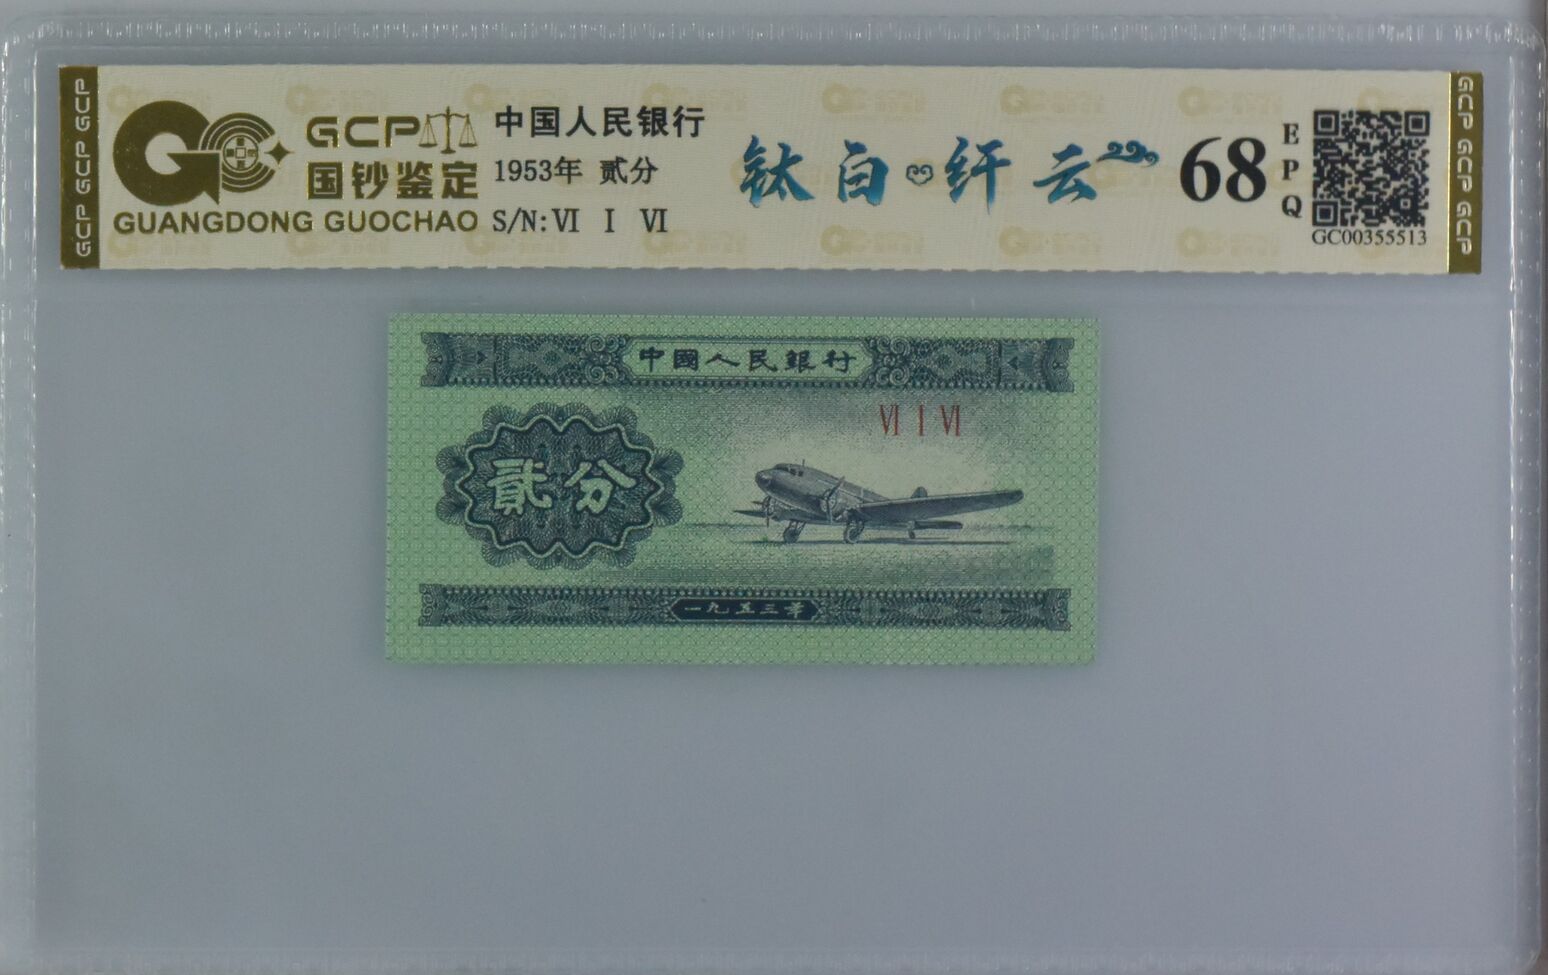 GCP GCP GCP
GCP
国钞鉴定
GUANGDONG GUOCHAO
中国人民银行
1953年 贰分
S/N: VI I VI
钛白·纤云
68
EPQ
GC00355513
GCP GCP GCP
中國人民銀行
VI I VI
貳分
一九五三年